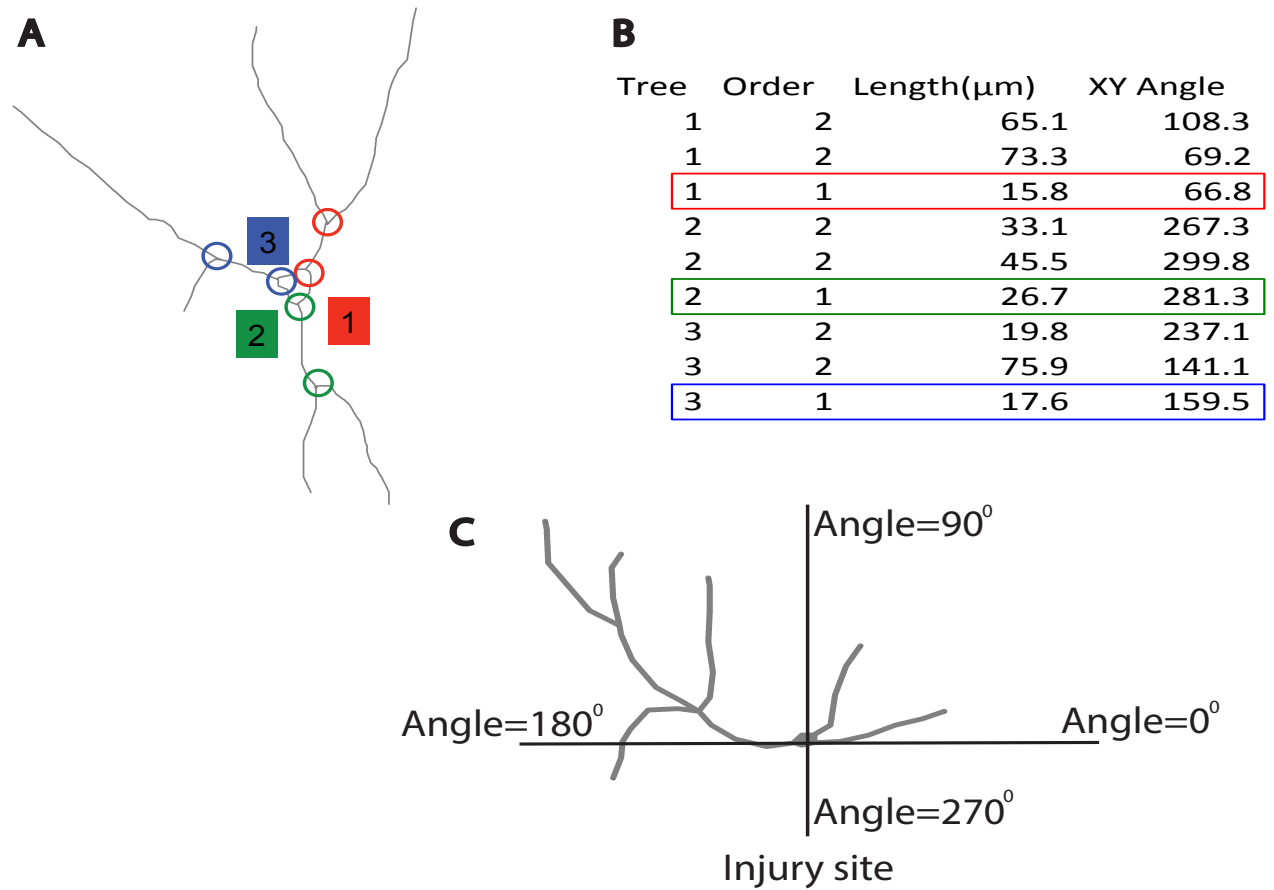 A
3
2
1
B
Tree Order Length(μm) XY Angle
1 2 65.1 108.3
1 2 73.3 69.2
1 1 15.8 66.8
2 2 33.1 267.3
2 2 45.5 299.8
2 1 26.7 281.3
3 2 19.8 237.1
3 2 75.9 141.1
3 1 17.6 159.5
C
Angle=90⁰
Angle=180⁰
Angle=0⁰
Angle=270⁰
Injury site